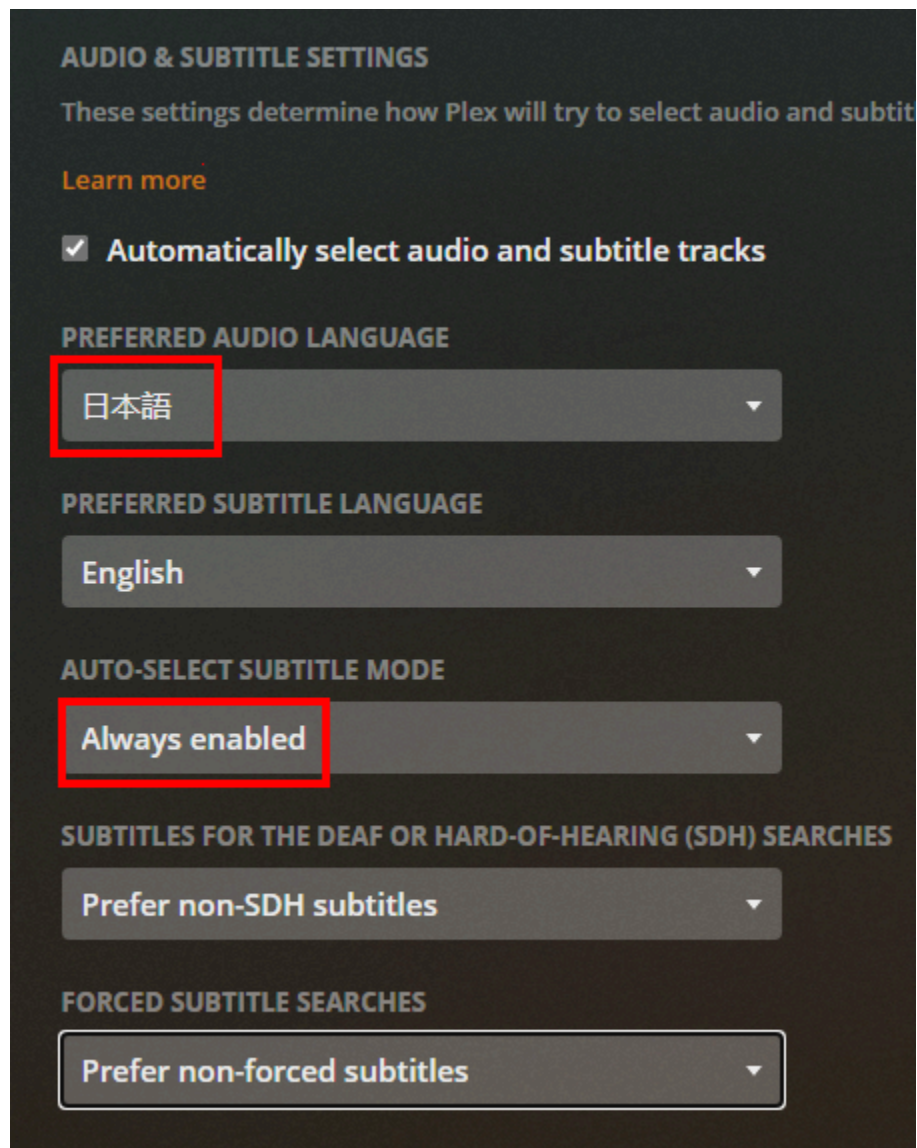 AUDIO & SUBTITLE SETTINGS
These settings determine how Plex will try to select audio and
Learn more
Automatically select audio and subtitle tracks
PREFERRED AUDIO LANGUAGE
日本語
PREFERRED SUBTITLE LANGUAGE
English
AUTO-SELECT SUBTITLE MODE
Always enabled
SUBTITLES FOR THE DEAF OR HARD-OF-HEARING (SDH) SEARCHES
Prefer non-SDH subtitles
FORCED SUBTITLE SEARCHES
Prefer non-forced subtitles